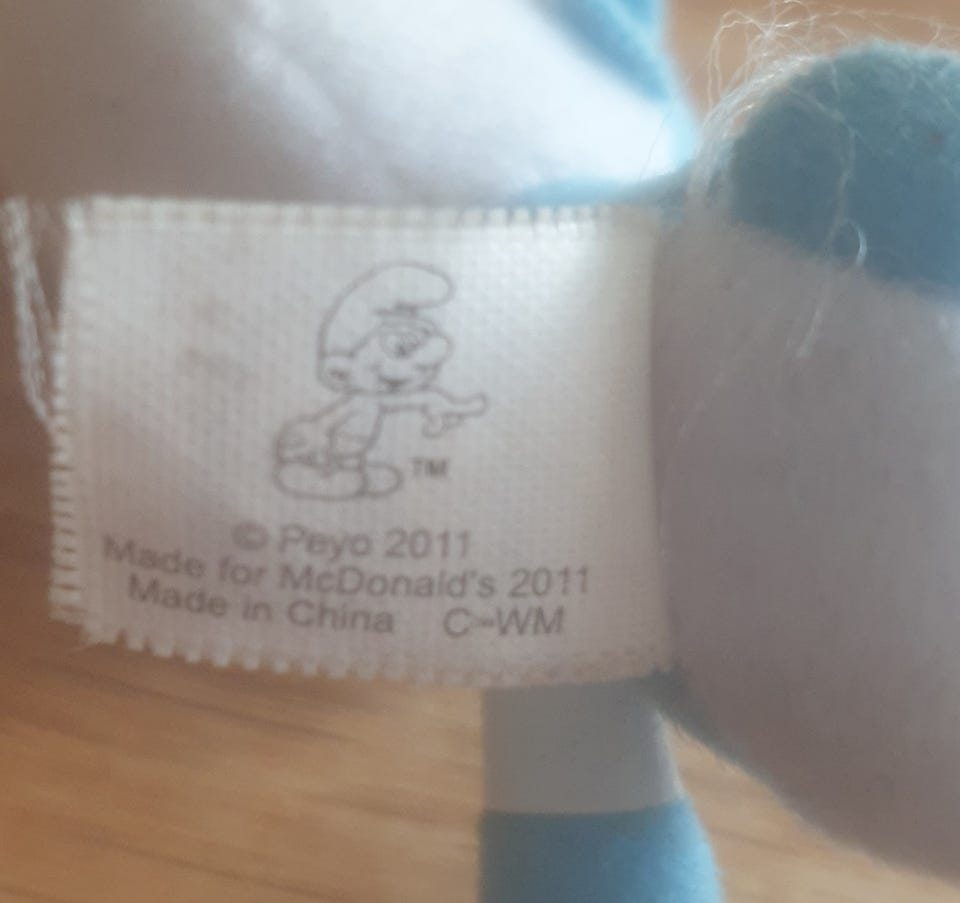 TM
© Peyo 2011
Made for McDonald's 2011
Made in China C-WM